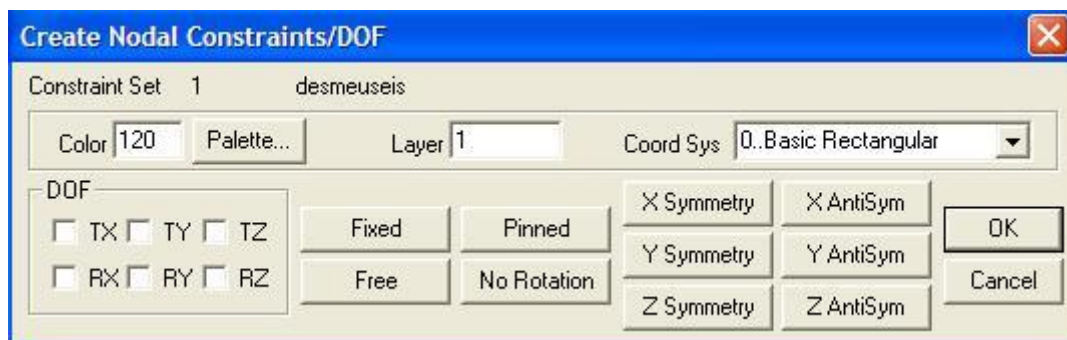 Create Nodal Constraints/DOF
Constraint Set 1 desmeuseis
Color 120 Palette... Layer 1 Coord Sys 0..Basic Rectangular
DOF
TX TY TZ
RX RY RZ
Fixed Pinned
Free No Rotation
X Symmetry X AntiSym
Y Symmetry Y AntiSym
Z Symmetry Z AntiSym
OK
Cancel